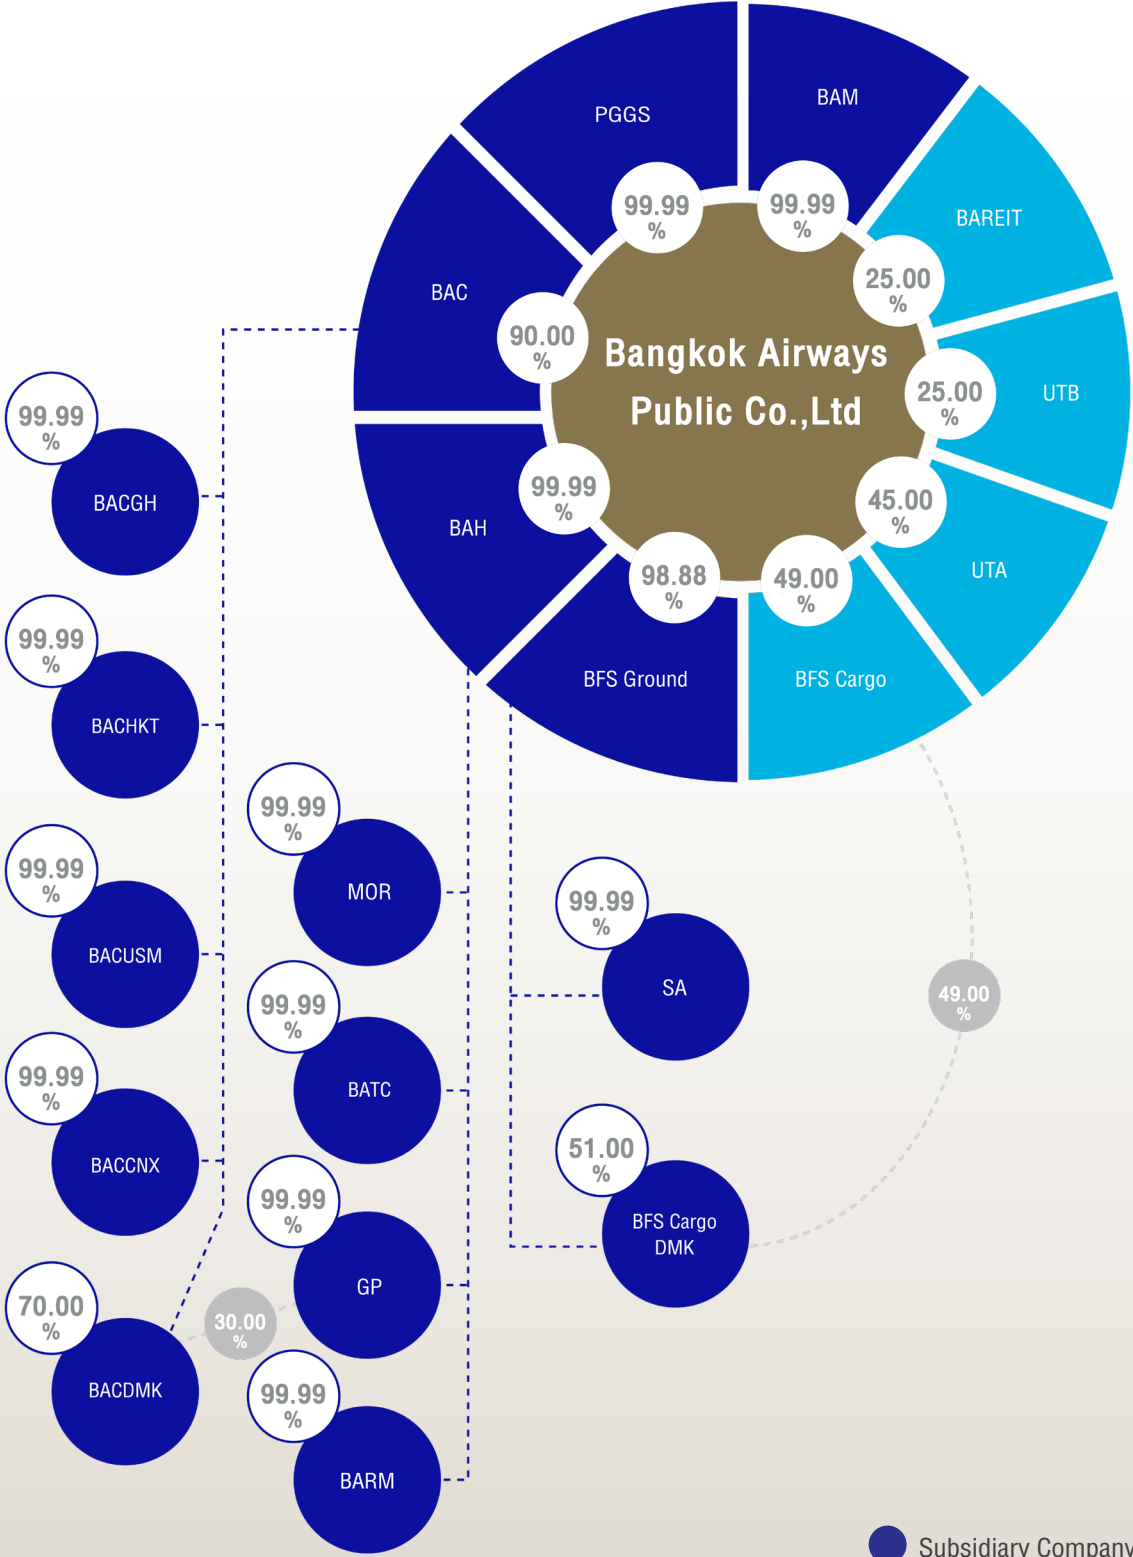 PGGS
BAM
99.99
%
99.99
%
BAREIT
25.00
%
BAC
90.00
%
Bangkok Airways
Public Co.,Ltd
25.00
%
UTB
BAH
99.99
%
45.00
%
UTA
98.88
%
49.00
%
BFS Ground
BFS Cargo
99.99
%
BACGH
99.99
%
BACHKT
99.99
%
BACUSM
99.99
%
BACCNX
70.00
%
BACDMK
30.00
%
99.99
%
MOR
99.99
%
BATC
99.99
%
GP
99.99
%
BARM
99.99
%
SA
49.00
%
51.00
%
BFS Cargo
DMK
Subsidiary Company